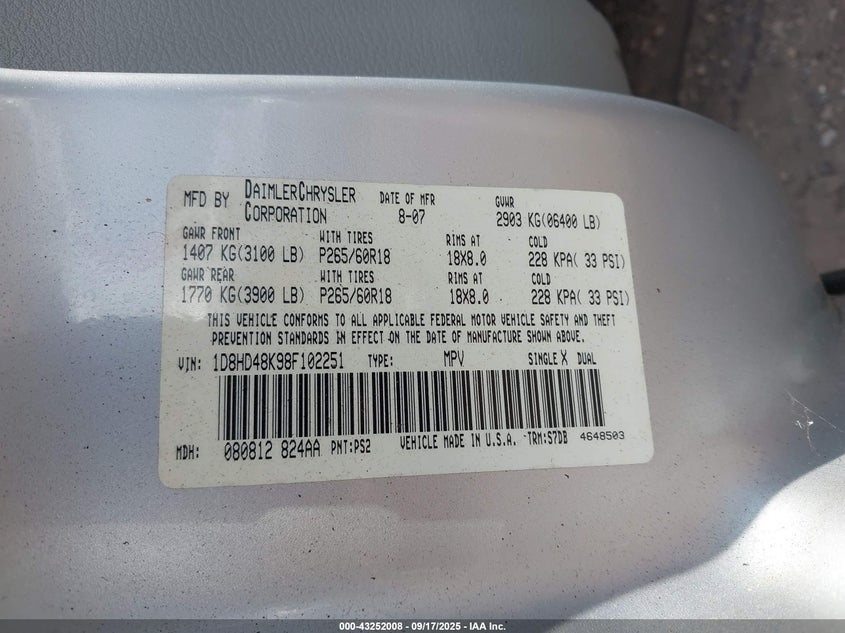 MFD BY DAIMLERCHRYSLER CORPORATION DATE OF MFR 8-07 GVWR 2903 KG(06400 LB)
GAWR FRONT WITH TIRES RIMS AT COLD
1407 KG(3100 LB) P265/60R18 18X8.0 228 KPA( 33 PSI)
GAWR REAR WITH TIRES RIMS AT COLD
1770 KG(3900 LB) P265/60R18 18X8.0 228 KPA( 33 PSI)
THIS VEHICLE CONFORMS TO ALL APPLICABLE FEDERAL MOTOR VEHICLE SAFETY AND THEFT
PREVENTION STANDARDS IN EFFECT ON THE DATE OF MANUFACTURE SHOWN ABOVE.
VIN: 1D8HD48K98F102251 TYPE: MPV SINGLE X DUAL
MDH: 080812 824AA PNT:PS2 VEHICLE MADE IN U.S.A. TRM:S7DB 4648503
000-43252008 - 09/17/2025 - IAA Inc.